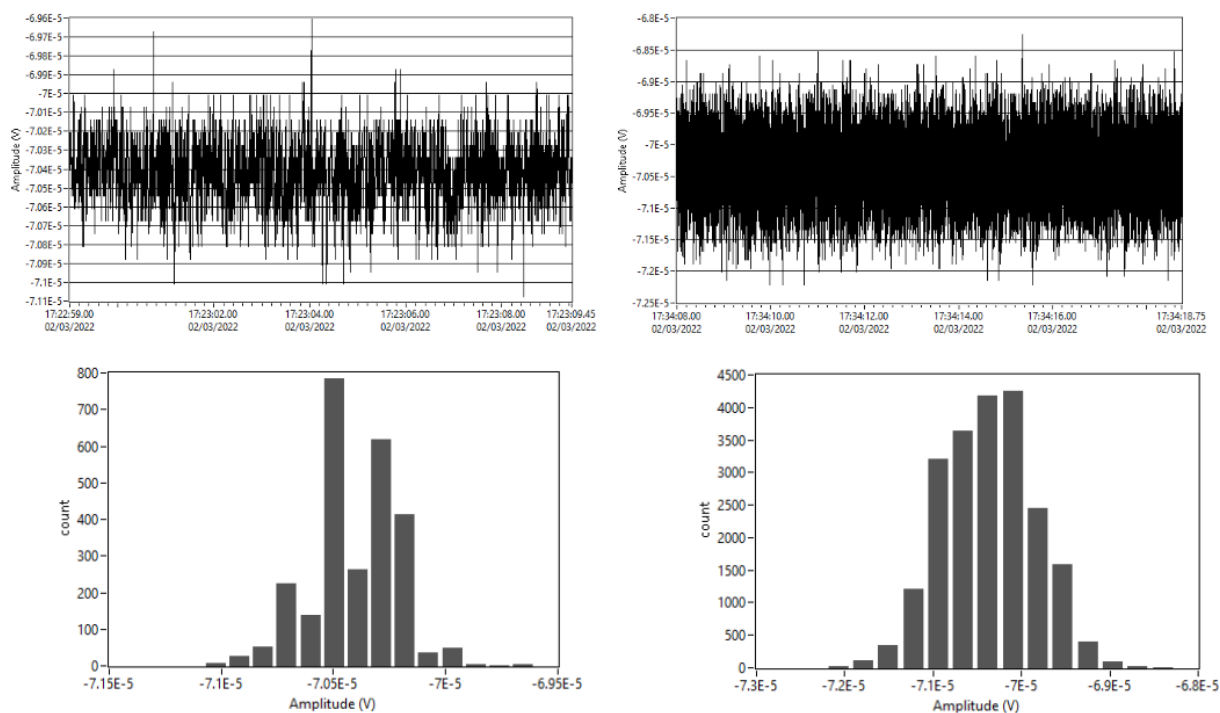 -6.96E-5
-6.97E-5
-6.98E-5
-6.99E-5
-7E-5
-7.01E-5
-7.02E-5
-7.03E-5
-7.04E-5
-7.05E-5
-7.06E-5
-7.07E-5
-7.08E-5
-7.09E-5
-7.1E-5
-7.11E-5
Amplitude (V)
17:22:59.00 17:23:02.00 17:23:04.00 17:23:06.00 17:23:08.00 17:23:09.45
02/03/2022 02/03/2022 02/03/2022 02/03/2022 02/03/2022 02/03/2022
-6.8E-5
-6.85E-5
-6.9E-5
-6.95E-5
-7E-5
-7.05E-5
-7.1E-5
-7.15E-5
-7.2E-5
-7.25E-5
Amplitude (V)
17:34:08.00 17:34:10.00 17:34:12.00 17:34:14.00 17:34:16.00 17:34:18.75
02/03/2022 02/03/2022 02/03/2022 02/03/2022 02/03/2022 02/03/2022
800
700
600
500
400
300
200
100
0
count
-7.15E-5 -7.1E-5 -7.05E-5 -7E-5 -6.95E-5
Amplitude (V)
4500
4000
3500
3000
2500
2000
1500
1000
500
0
count
-7.3E-5 -7.2E-5 -7.1E-5 -7E-5 -6.9E-5 -6.8E-5
Amplitude (V)